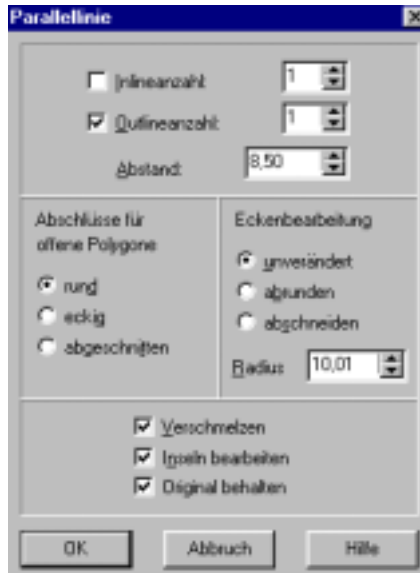 Parallellinie
Inlineanzahl: 1
Outlineanzahl: 1
Abstand: 8,50
Abschlüsse für
offene Polygone
rund
eckig
abgeschnitten
Eckenbearbeitung
unverändert
abrunden
abschneiden
Radius 10,01
Verschmelzen
Inseln bearbeiten
Original behalten
OK Abbruch Hilfe